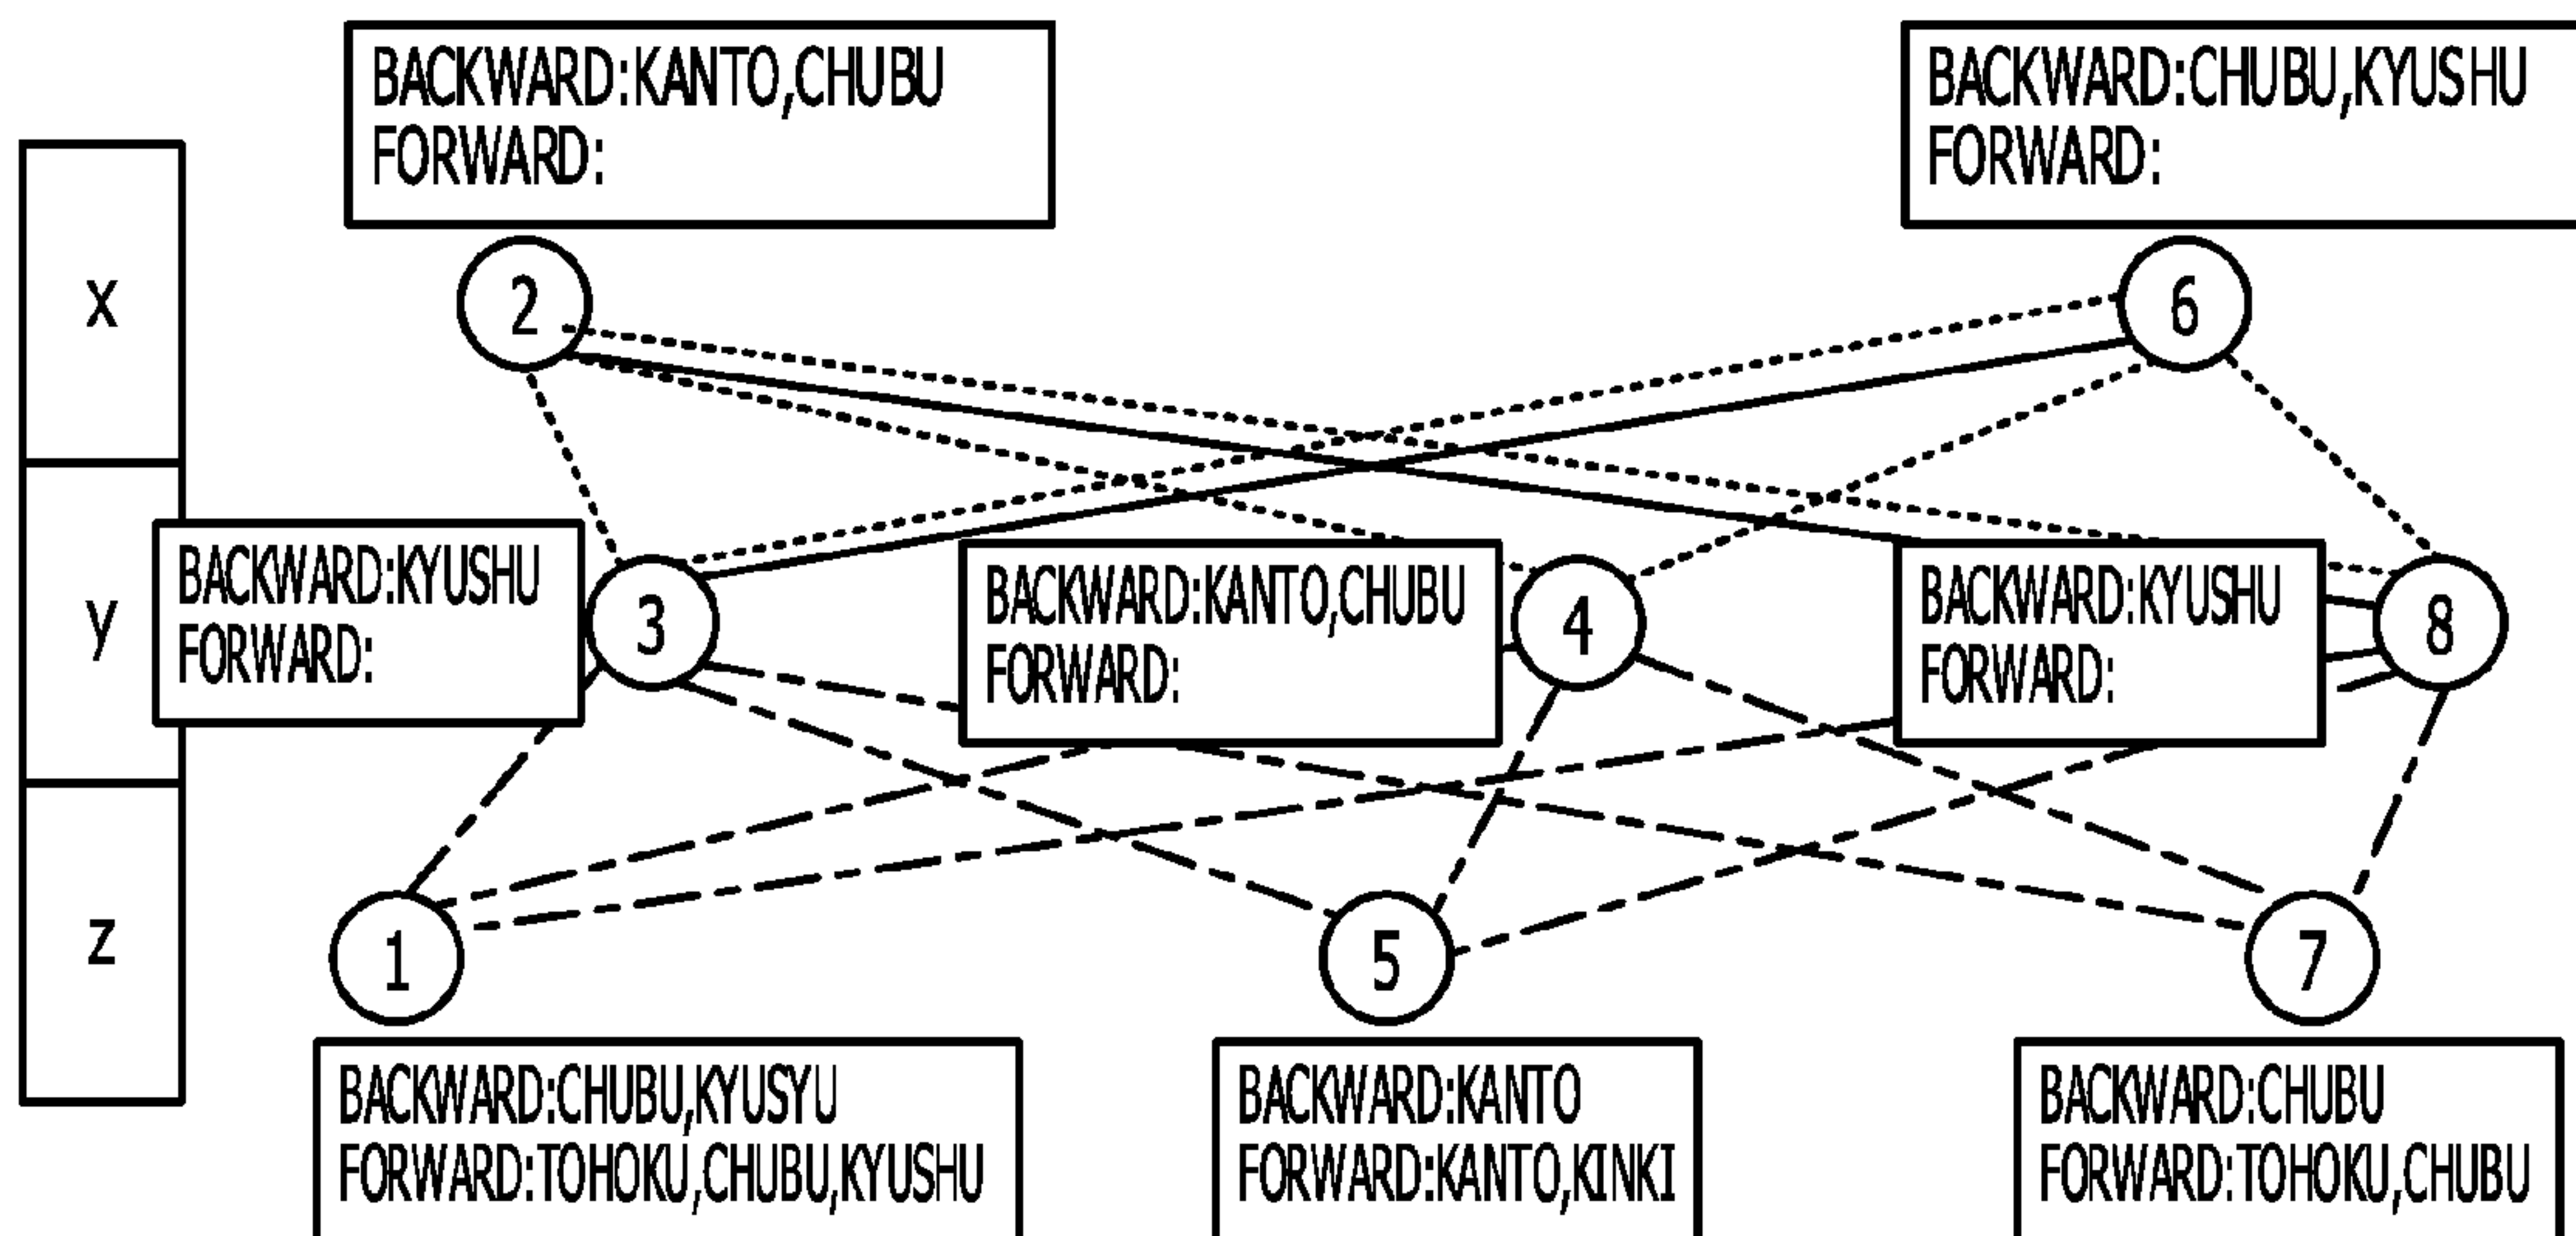 BACKWARD:KANTO,CHUBU
FORWARD:
BACKWARD:CHUBU,KYUSHU
FORWARD:
x
2
6
y
BACKWARD:KYUSHU
FORWARD:
3
BACKWARD:KANTO,CHUBU
FORWARD:
4
BACKWARD:KYUSHU
FORWARD:
8
z
1
5
7
BACKWARD:CHUBU,KYUSYU
FORWARD:TOHOKU,CHUBU,KYUSHU
BACKWARD:KANTO
FORWARD:KANTO,KINKI
BACKWARD:CHUBU
FORWARD:TOHOKU,CHUBU